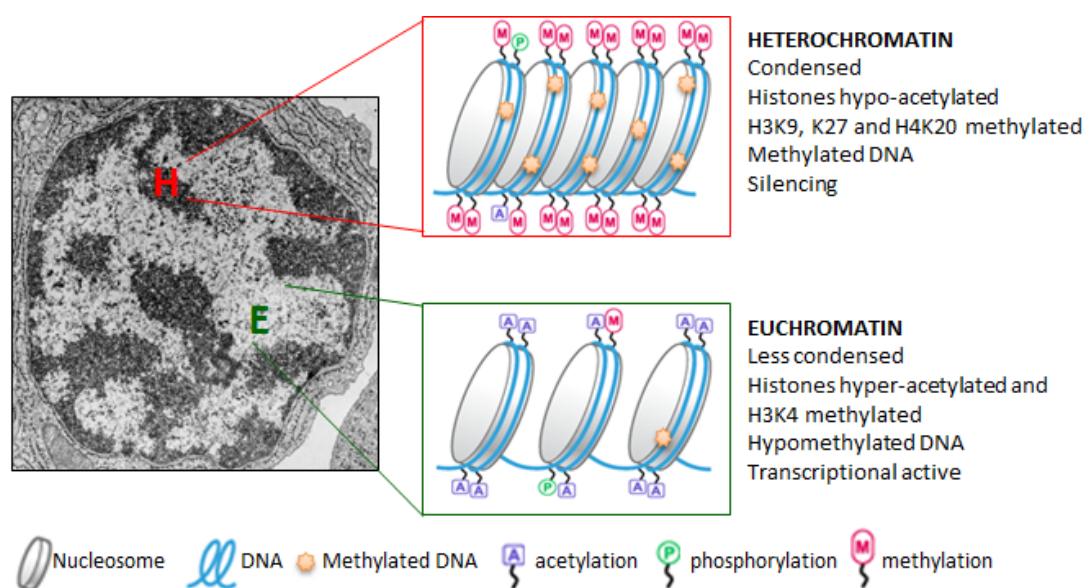 H
E
M P M M M M M M M M
M M A M M M M M M M
HETEROCHROMATIN
Condensed
Histones hypo-acetylated
H3K9, K27 and H4K20 methylated
Methylated DNA
Silencing
A A A M A A
A A P A A A
EUCHROMATIN
Less condensed
Histones hyper-acetylated and
H3K4 methylated
Hypomethylated DNA
Transcriptional active
Nucleosome DNA Methylated DNA A acetylation P phosphorylation M methylation